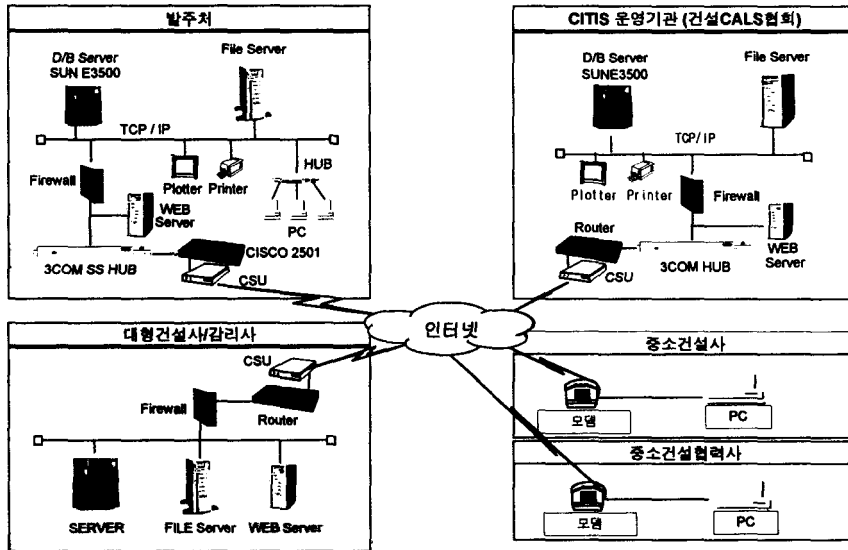 발주처
D/B Server
SUN E3500
File Server
TCP / IP
Firewall
Plotter
Printer
HUB
PC
WEB
Server
3COM SS HUB
CISCO 2501
CSU
CITIS 운영기관 (건설CALS협회)
D/B Server
SUNE3500
File Server
TCP/ IP
Plotter
Printer
Firewall
Router
WEB
Server
3COM HUB
CSU
인터넷
대형건설사/감리사
CSU
Firewall
Router
SERVER
FILE Server
WEB Server
중소건설사
모뎀
PC
중소건설협력사
모뎀
PC